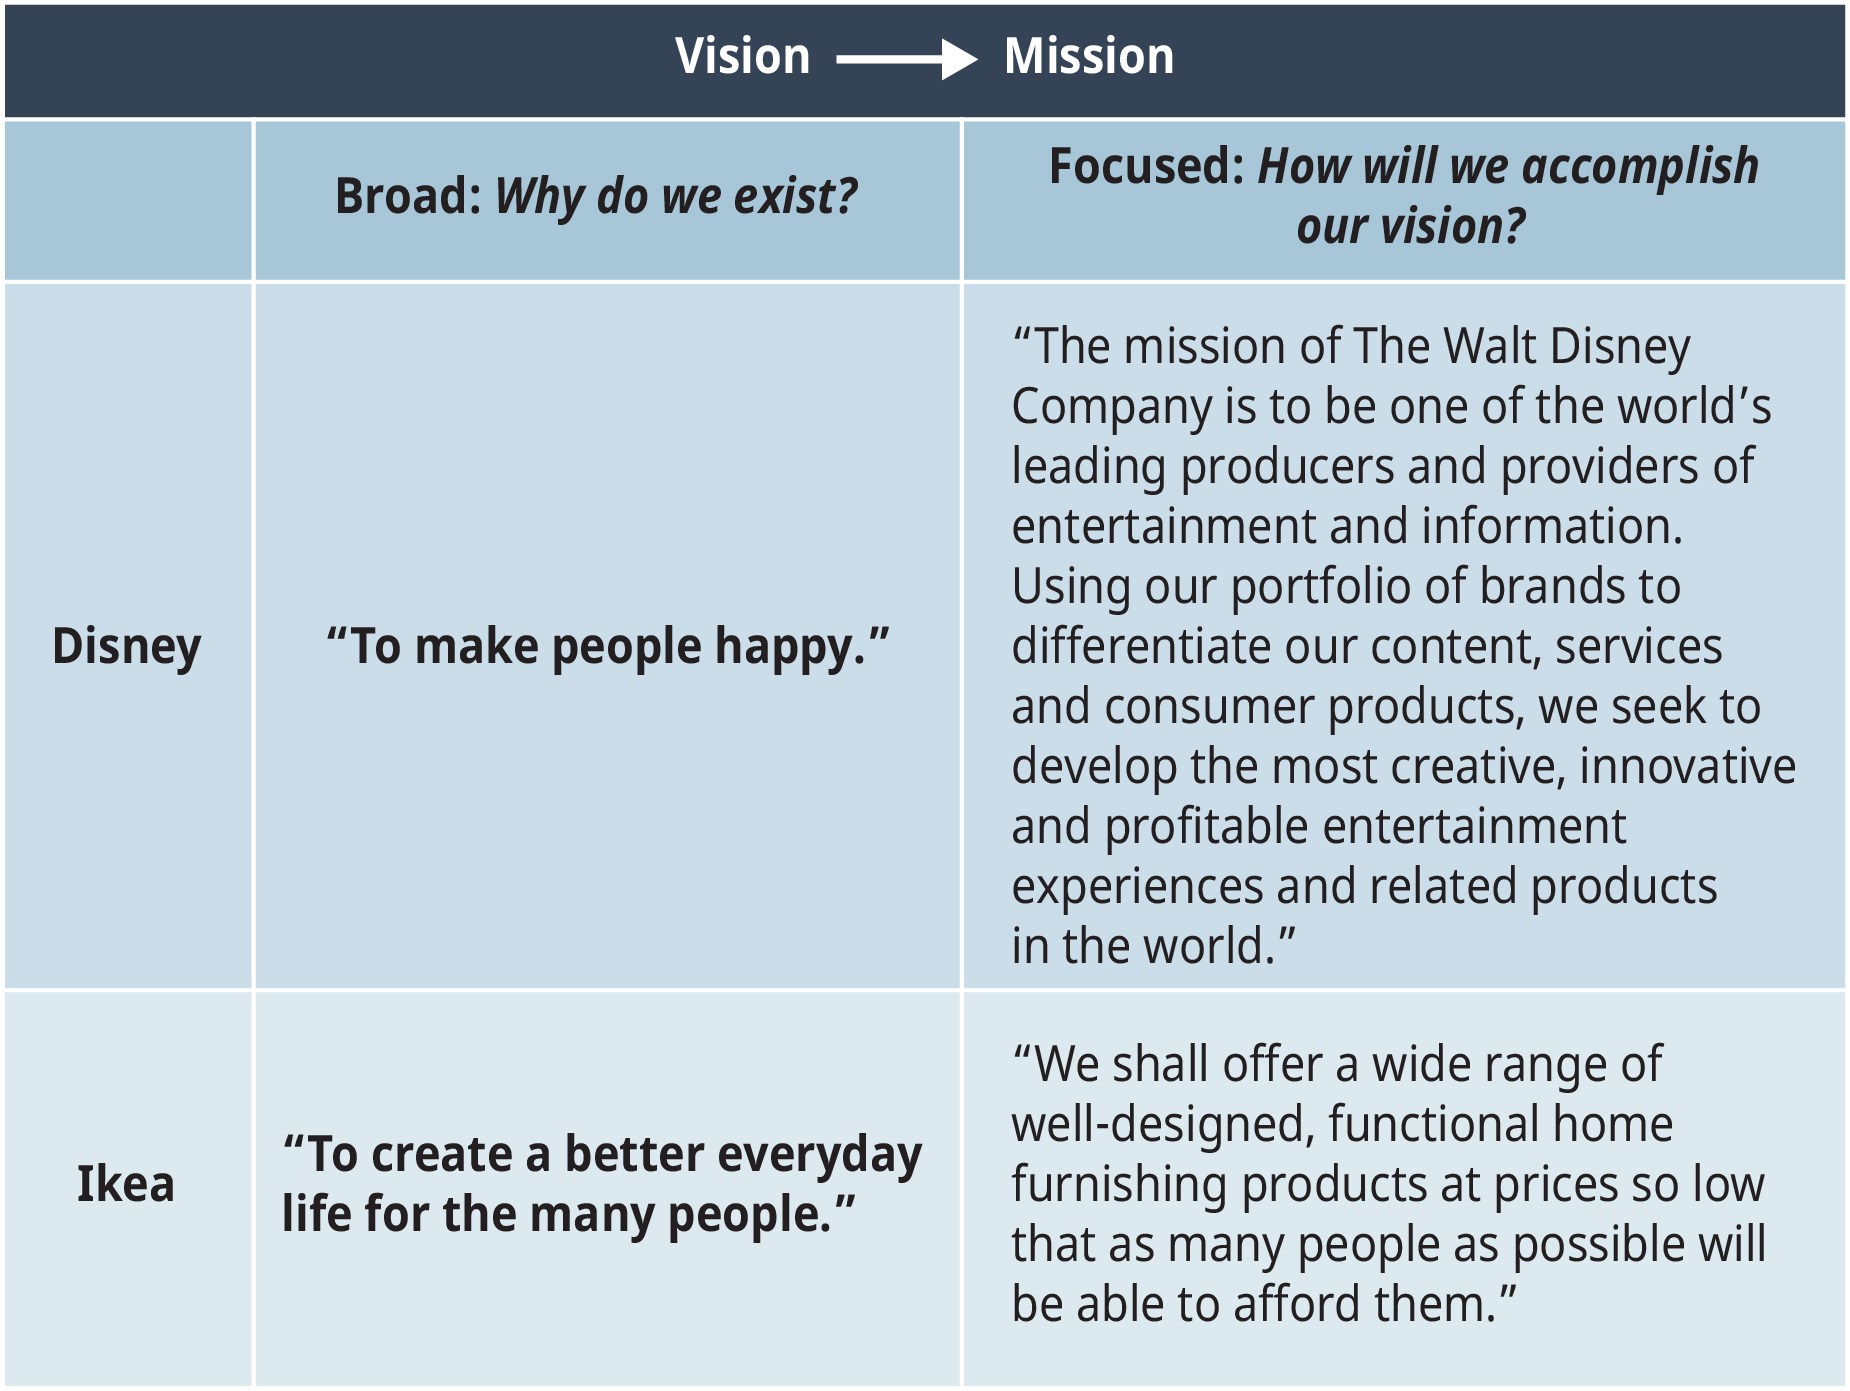 Vision → Mission
Broad: Why do we exist?
Focused: How will we accomplish
our vision?
Disney
“To make people happy.”
“The mission of The Walt Disney
Company is to be one of the world’s
leading producers and providers of
entertainment and information.
Using our portfolio of brands to
differentiate our content, services
and consumer products, we seek to
develop the most creative, innovative
and profitable entertainment
experiences and related products
in the world.”
Ikea
“To create a better everyday
life for the many people.”
“We shall offer a wide range of
well-designed, functional home
furnishing products at prices so low
that as many people as possible will
be able to afford them.”